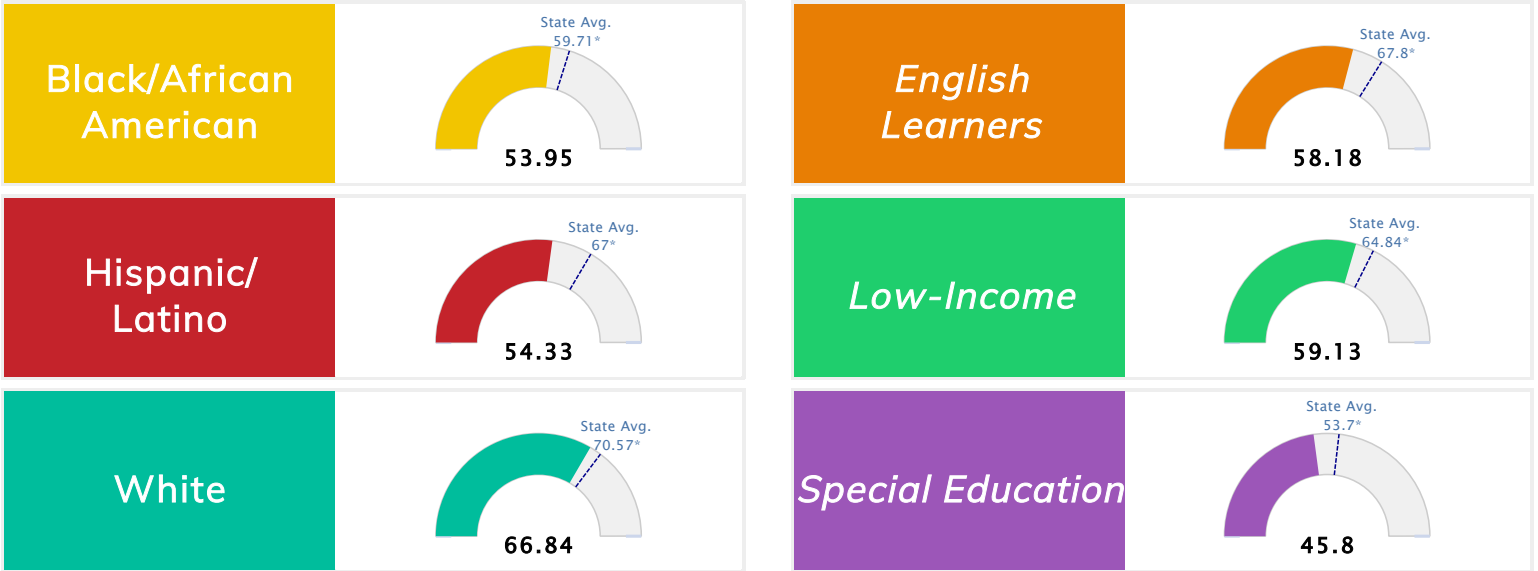 Black/African
American
State Avg.
59.71*
53.95
English
Learners
State Avg.
67.8*
58.18
Hispanic/
Latino
State Avg.
67*
54.33
Low-Income
State Avg.
64.84*
59.13
White
State Avg.
70.57*
66.84
Special Education
State Avg.
53.7*
45.8